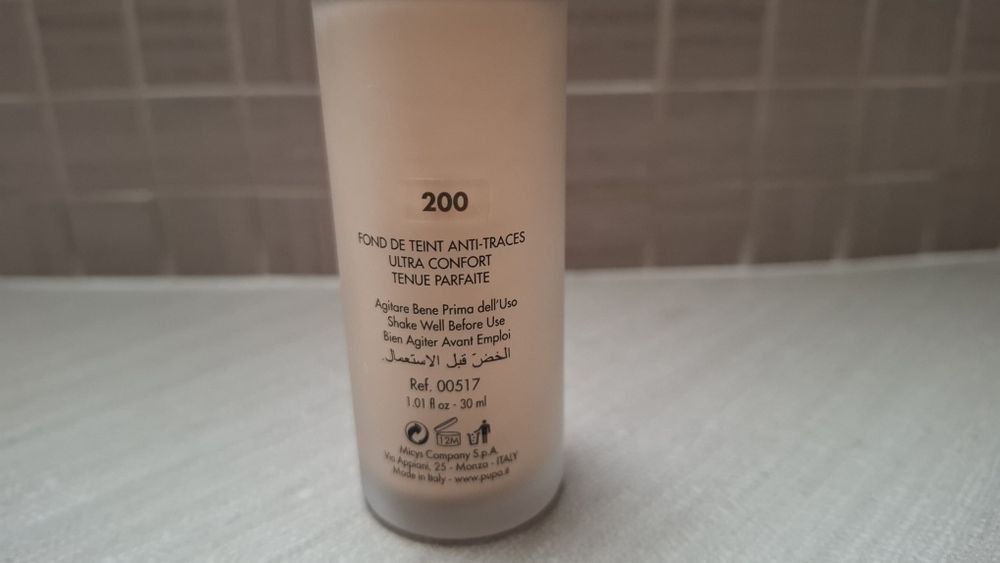 200
FOND DE TEINT ANTI-TRACES
ULTRA CONFORT
TENUE PARFAITE
Agitare Bene Prima dell'Uso
Shake Well Before Use
Bien Agiter Avant Emploi
الخضّ قبل الاستعمال.
Ref. 00517
1.01 fl oz - 30 ml
12M
Micys Company S.p.A.
Via Appiani, 25 - Monza - ITALY
Made in Italy - www.pupa.it